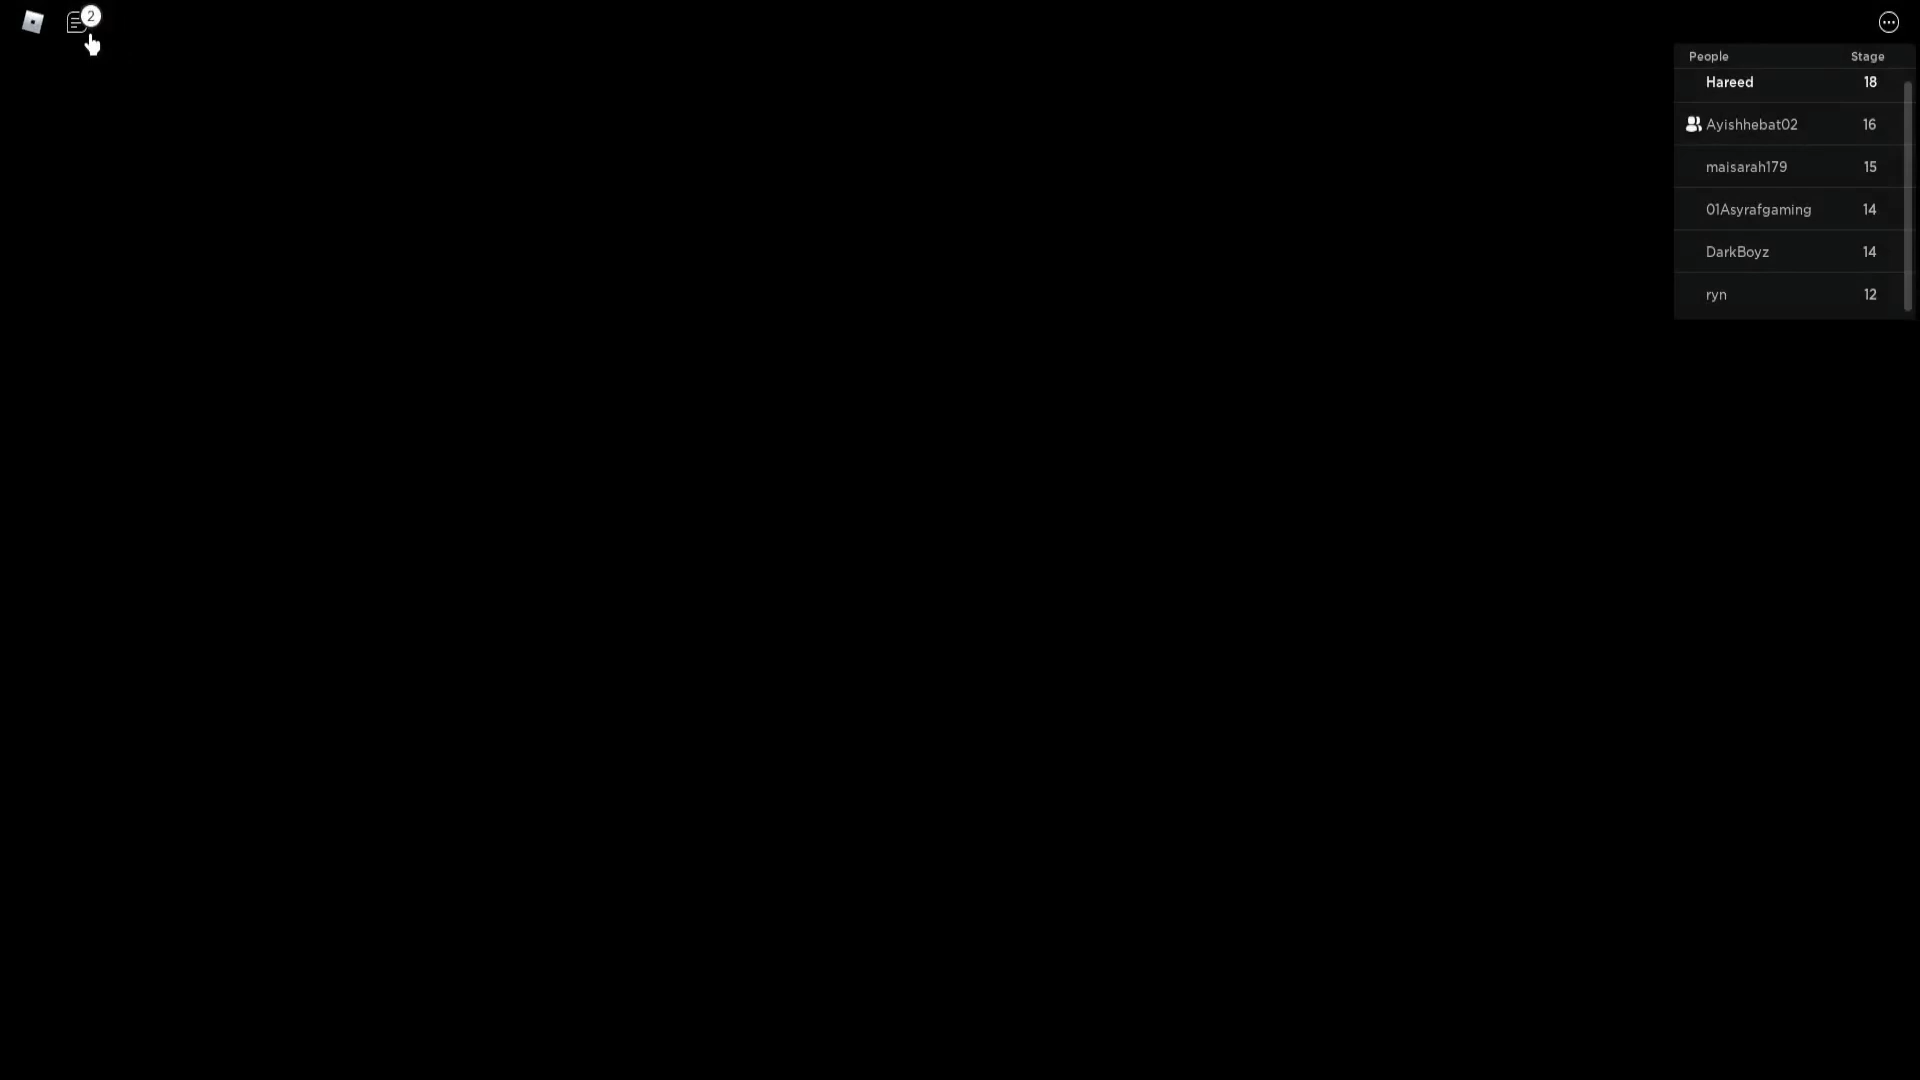 2
People Stage
Hareed 18
Ayishhebat02 16
maisarah179 15
01Asyrafgaming 14
DarkBoyz 14
ryn 12